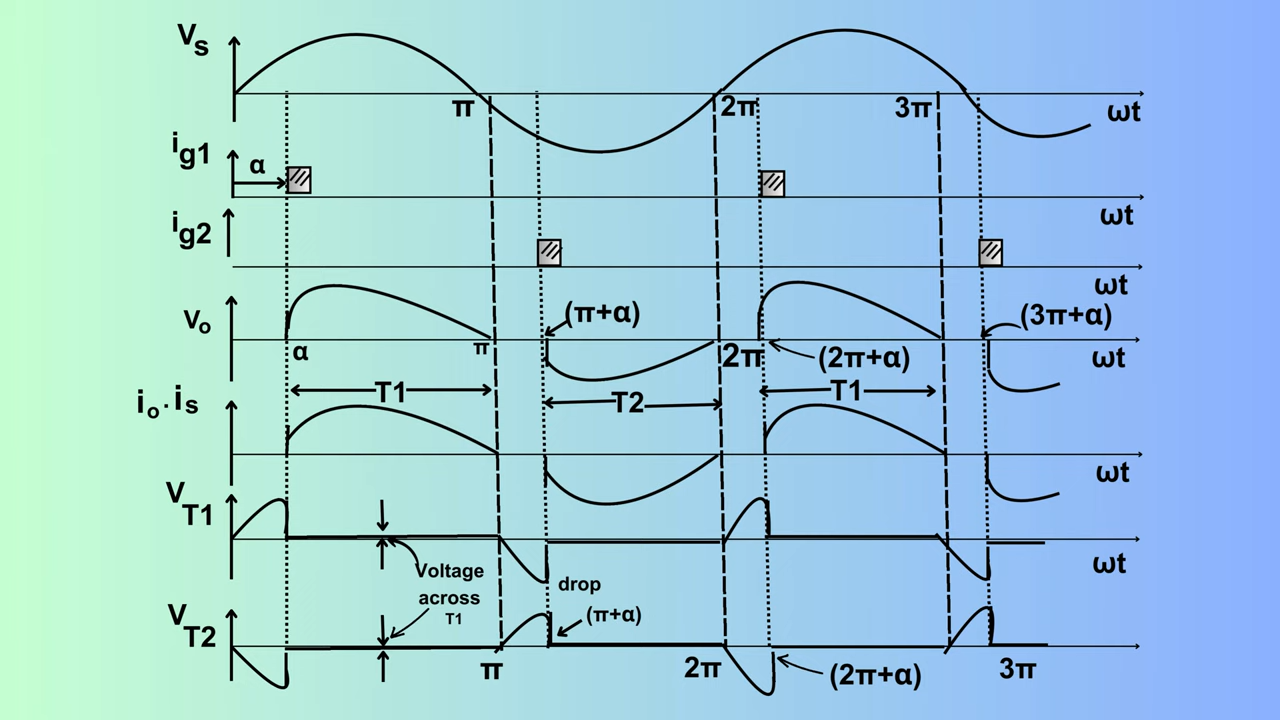 Vs
π
2π
3π
ωt
ig1
α
ωt
ig2
ωt
Vo
α
π
(π+α)
2π
(2π+α)
(3π+α)
ωt
T1
T2
T1
io.is
ωt
VT1
Voltage
across
T1
drop
ωt
VT2
(π+α)
π
2π
(2π+α)
3π